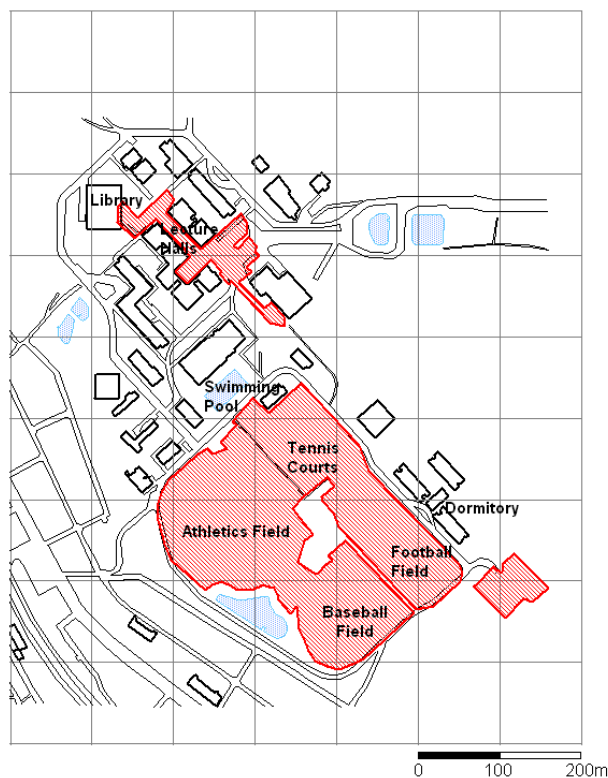 Library
Lecture
Halls
Swimming
Pool
Tennis
Courts
Dormitory
Athletics Field
Football
Field
Baseball
Field
0 100 200m